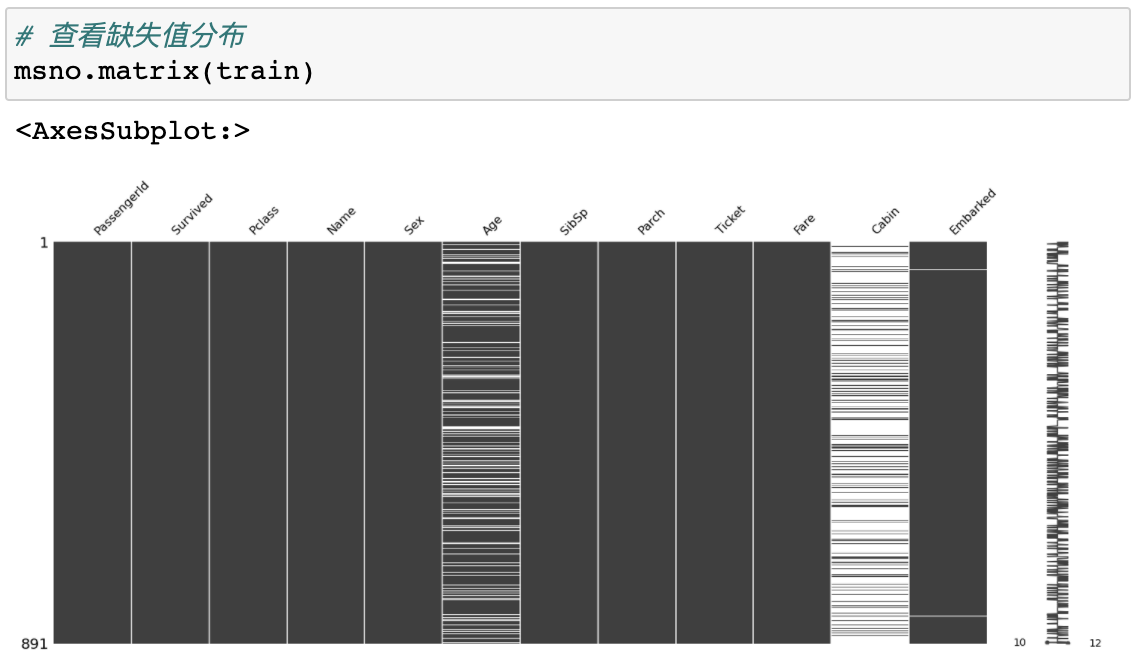 # 查看缺失值分布
msno.matrix(train)
<AxesSubplot:>
PassengerId Survived Pclass Name Sex Age SibSp Parch Ticket Fare Cabin Embarked
1
891
10 12